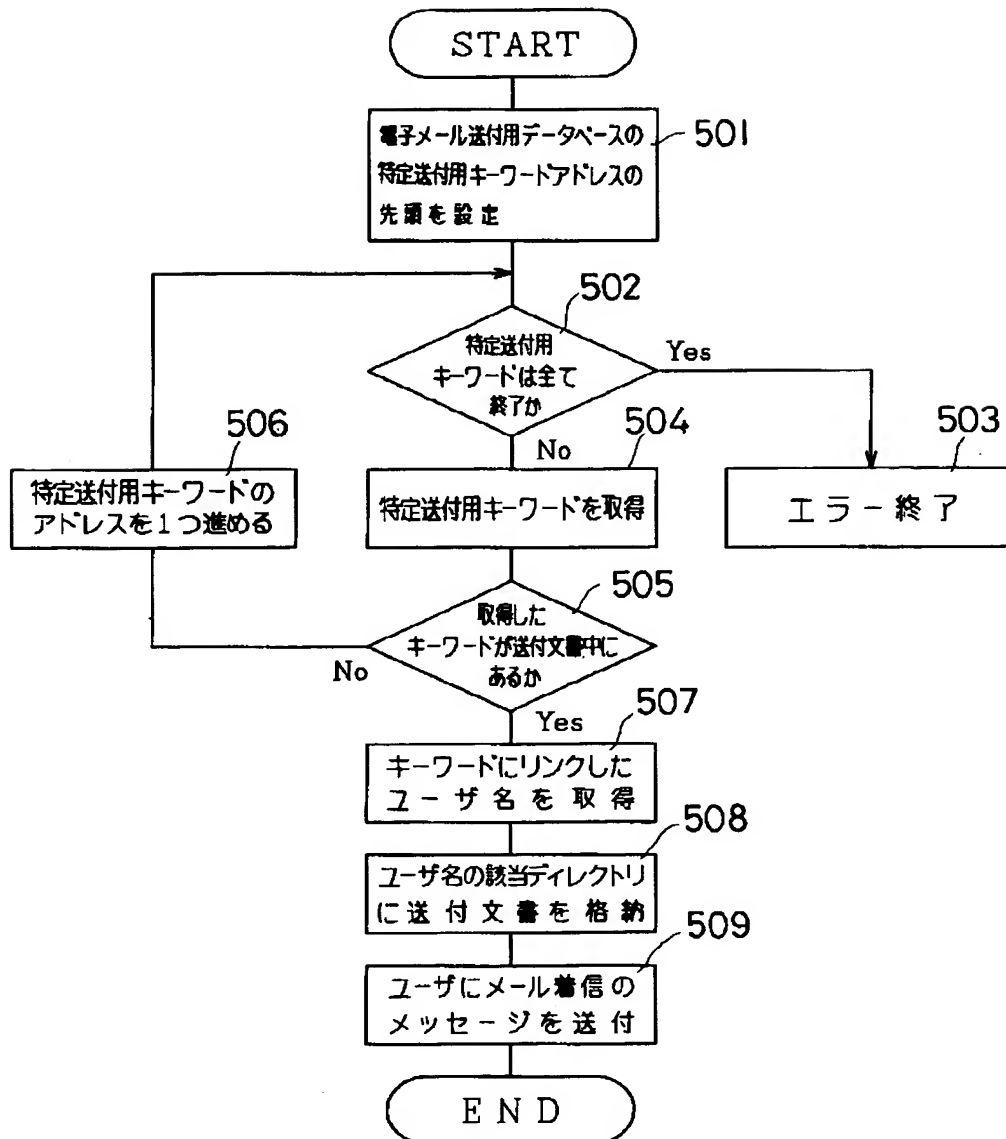 START
501
電子メール送付用データベースの
特定送付用キーワードアドレスの
先頭を設定
502
特定送付用
キーワードは全て
終了か
Yes
No
503
エラー終了
504
特定送付用キーワードを取得
505
取得した
キーワードが送付文書中に
あるか
No
Yes
506
特定送付用キーワードの
アドレスを1つ進める
507
キーワードにリンクした
ユーザ名を取得
508
ユーザ名の該当ディレクトリ
に送付文書を格納
509
ユーザにメール着信の
メッセージを送付
END